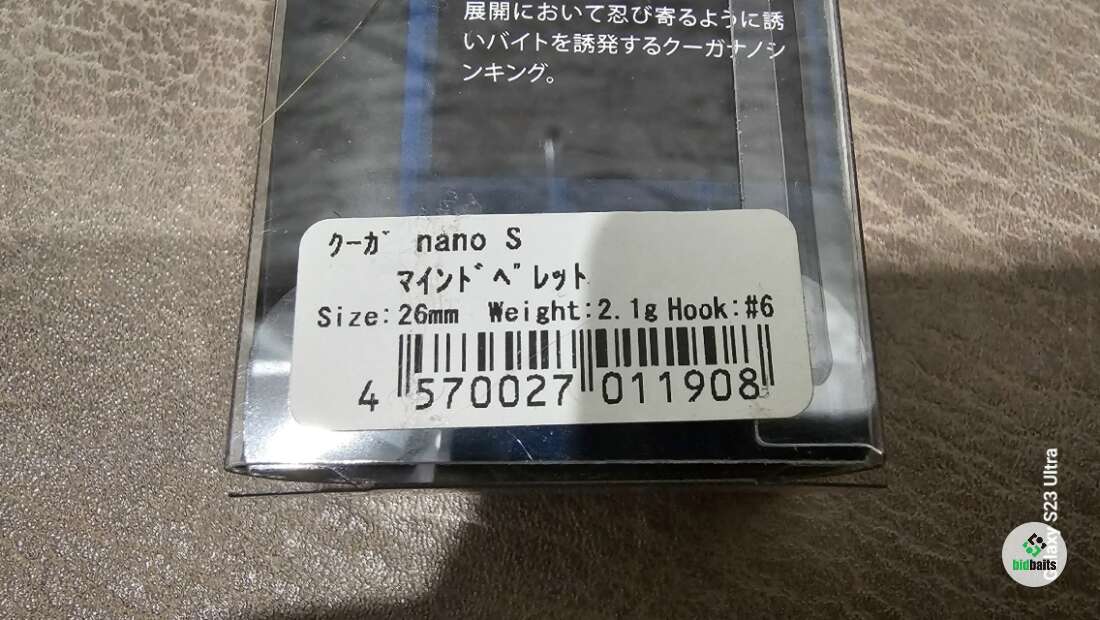 展開において忍び寄るように誘
いバイトを誘発するクーガナノシ
ンキング。
ｸｰｶﾞ nano S
ﾏｲﾝﾄﾞﾍﾟﾚｯﾄ
Size:26mm Weight:2.1g Hook:#6
4 570027 011908
Galaxy S23 Ultra
bidbaits